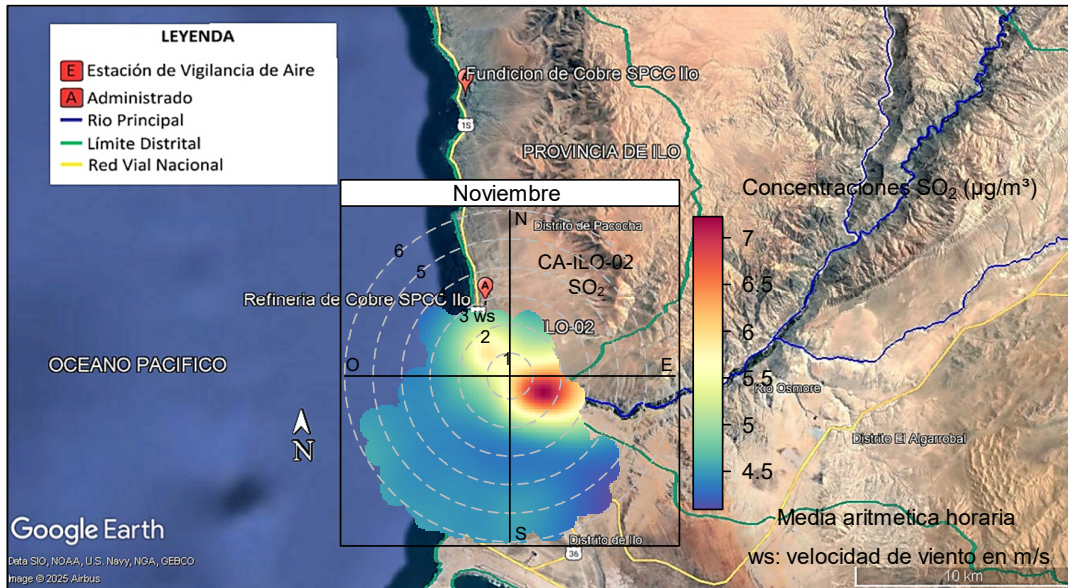 LEYENDA
E Estación de Vigilancia de Aire
A Administrado
Rio Principal
Límite Distrital
Red Vial Nacional
A
Fundicion de Cobre SPCC Ilo
1S
PROVINCIA DE ILO
Noviembre
Concentraciones SO₂ (µg/m³)
N
Distrito de Pacocha
6
5
CA-ILO-02
SO₂
A
Refineria de Cobre SPCC Ilo
3 ws
2
1
ILO-02
O
E
S
7
6.5
6
5.5
5
4.5
OCEANO PACIFICO
Rio Osmore
Distrito El Algarrobal
N
Media aritmética horaria
ws: velocidad de viento en m/s
Distrito de Ilo
36
10 km
Google Earth
Data SIO, NOAA, U.S. Navy, NGA, GEBCO
Image © 2025 Airbus